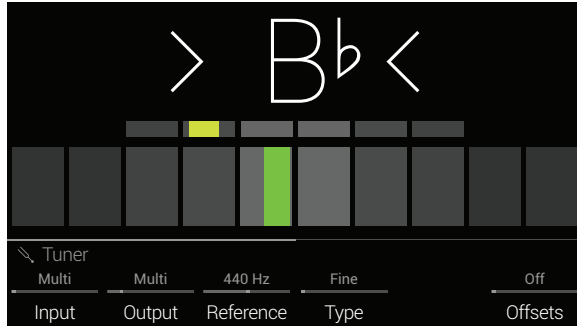 > B♭ <
Tuner
Multi Multi 440 Hz Fine Off
Input Output Reference Type Offsets